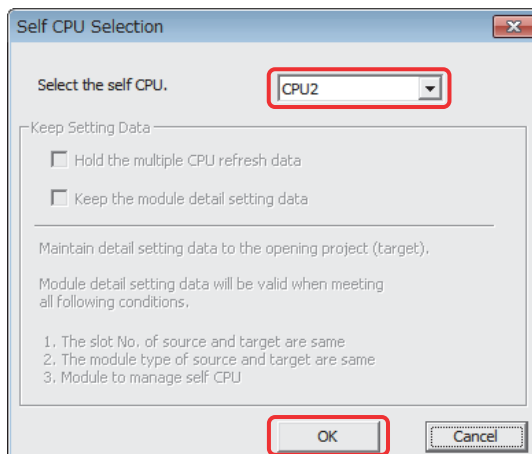 Self CPU Selection
Select the self CPU.
CPU2
Keep Setting Data
Hold the multiple CPU refresh data
Keep the module detail setting data
Maintain detail setting data to the opening project (target).
Module detail setting data will be valid when meeting
all following conditions.
1. The slot No. of source and target are same
2. The module type of source and target are same
3. Module to manage self CPU
OK
Cancel